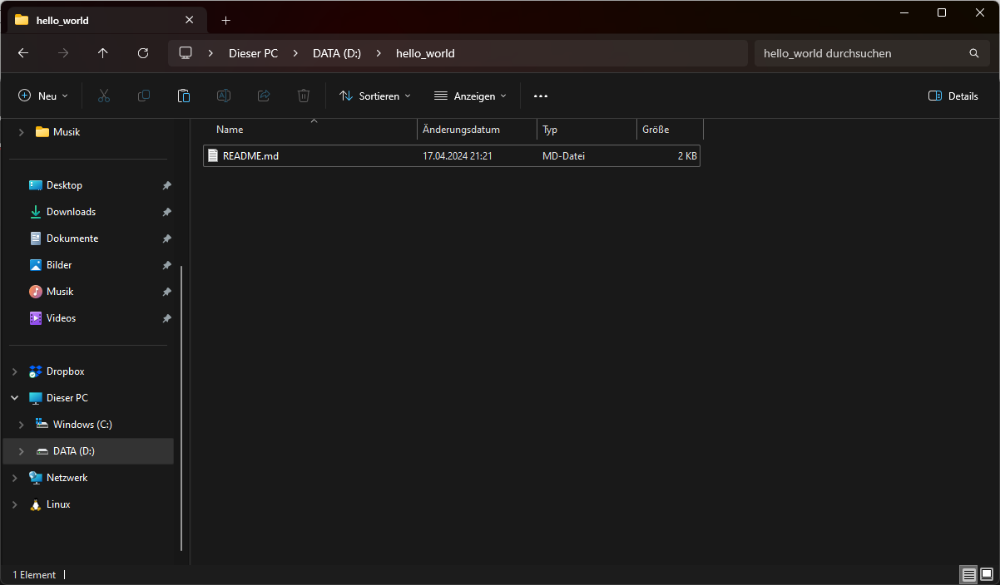 hello_world
Dieser PC DATA (D:) hello_world
hello_world durchsuchen
Neu
Sortieren
Anzeigen
Details
Musik
Desktop
Downloads
Dokumente
Bilder
Musik
Videos
Dropbox
Dieser PC
Windows (C:)
DATA (D:)
Netzwerk
Linux
Name Änderungsdatum Typ Größe
README.md 17.04.2024 21:21 MD-Datei 2 KB
1 Element